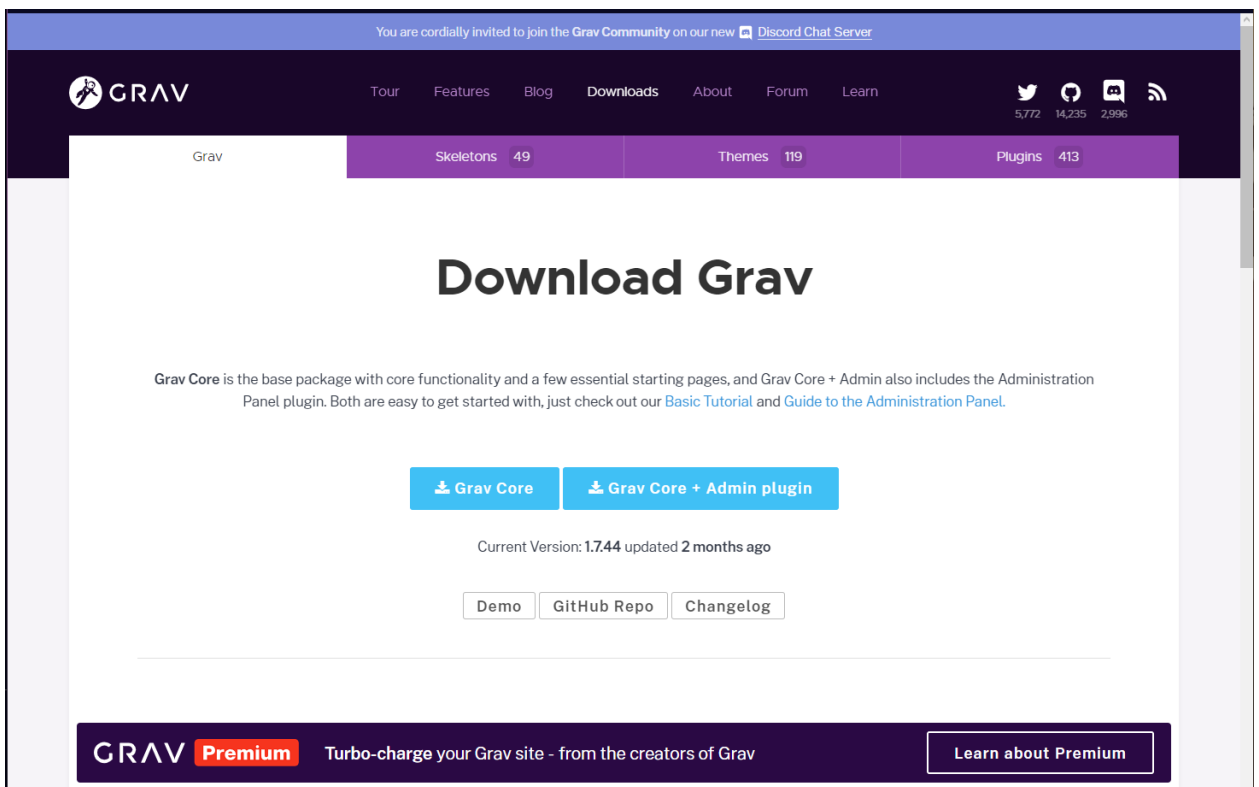 You are cordially invited to join the Grav Community on our new Discord Chat Server
GRAV
Tour Features Blog Downloads About Forum Learn
5,772 14,235 2,996
Grav Skeletons 49 Themes 119 Plugins 413
Download Grav
Grav Core is the base package with core functionality and a few essential starting pages, and Grav Core + Admin also includes the Administration
Panel plugin. Both are easy to get started with, just check out our Basic Tutorial and Guide to the Administration Panel.
Grav Core Grav Core + Admin plugin
Current Version: 1.7.44 updated 2 months ago
Demo GitHub Repo Changelog
GRAV Premium Turbo-charge your Grav site - from the creators of Grav Learn about Premium